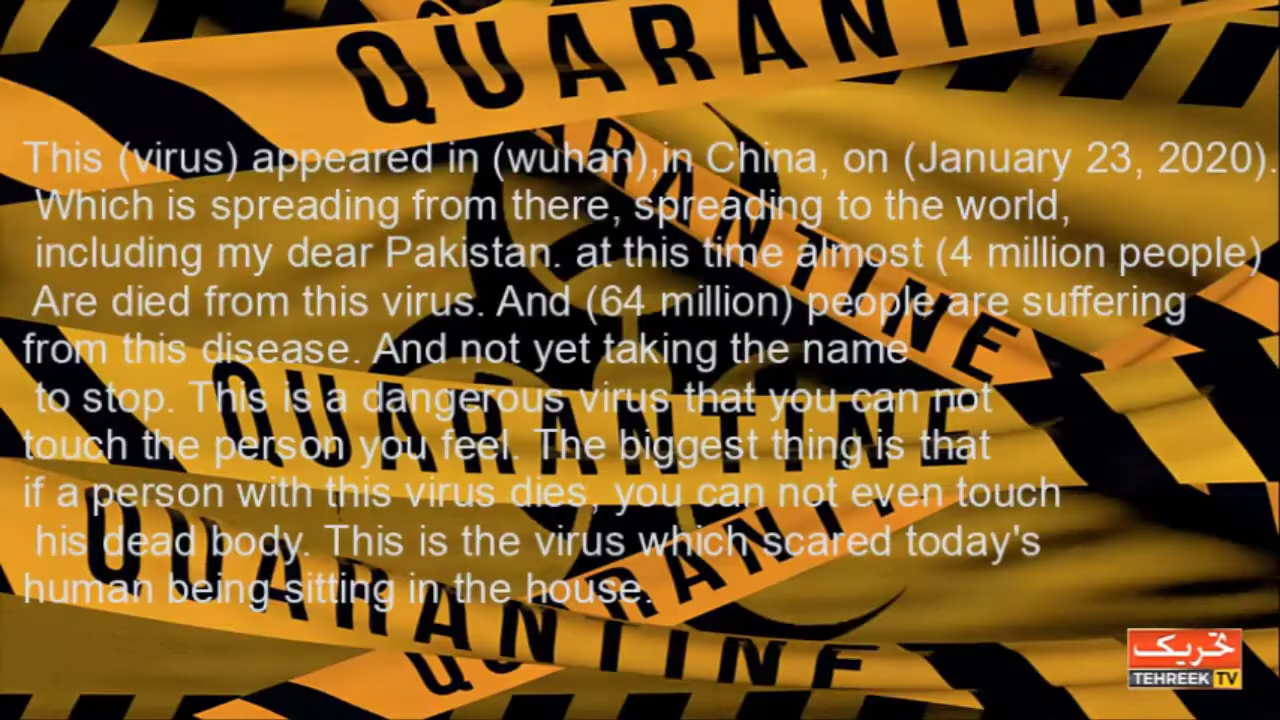 QUARANTINE
RANTINE
This (virus) appeared in (wuhan),in China, on (January 23, 2020).
Which is spreading from there, spreading to the world,
including my dear Pakistan. at this time almost (4 million people)
Are died from this virus. And (64 million) people are suffering
from this disease. And not yet taking the name
to stop. This is a dangerous virus that you can not
touch the person you feel. The biggest thing is that
if a person with this virus dies, you can not even touch
his dead body. This is the virus which scared today's
human being sitting in the house.
QUARANTINE
QUARANTINE
RANTI
QU
تحریک
TEHREEK TV